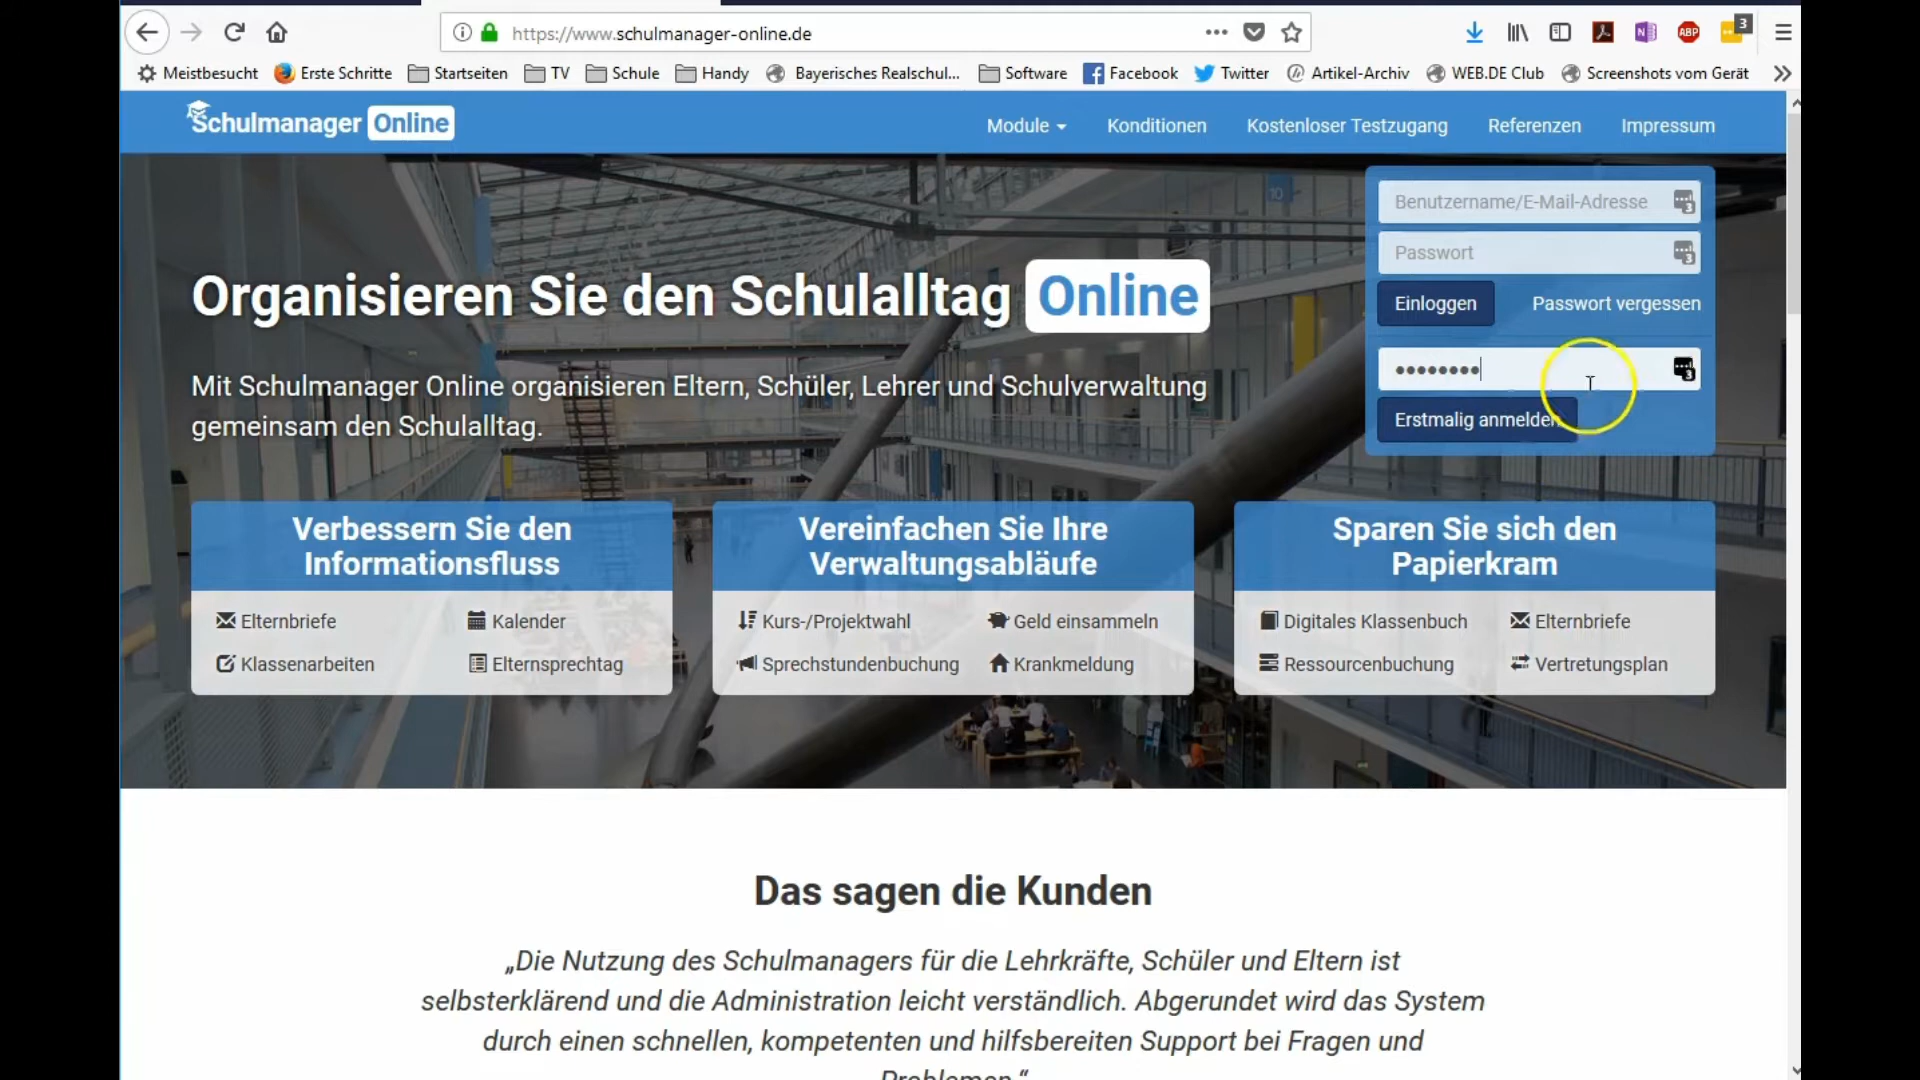 https://www.schulmanager-online.de
3
Meistbesucht Erste Schritte Startseiten TV Schule Handy Bayerisches Realschul... Software Facebook Twitter Artikel-Archiv WEB.DE Club Screenshots vom Gerät
Schulmanager Online
Module Konditionen Kostenloser Testzugang Referenzen Impressum
Benutzername/E-Mail-Adresse
Passwort
Einloggen Passwort vergessen
••••••••
Erstmalig anmelden
Organisieren Sie den Schulalltag Online
Mit Schulmanager Online organisieren Eltern, Schüler, Lehrer und Schulverwaltung
gemeinsam den Schulalltag.
Verbessern Sie den
Informationsfluss
Elternbriefe Kalender
Klassenarbeiten Elternsprechtag
Vereinfachen Sie Ihre
Verwaltungsabläufe
Kurs-/Projektwahl Geld einsammeln
Sprechstundenbuchung Krankmeldung
Sparen Sie sich den
Papierkram
Digitales Klassenbuch Elternbriefe
Ressourcenbuchung Vertretungsplan
Das sagen die Kunden
„Die Nutzung des Schulmanagers für die Lehrkräfte, Schüler und Eltern ist
selbsterklärend und die Administration leicht verständlich. Abgerundet wird das System
durch einen schnellen, kompetenten und hilfsbereiten Support bei Fragen und
Problemen.“